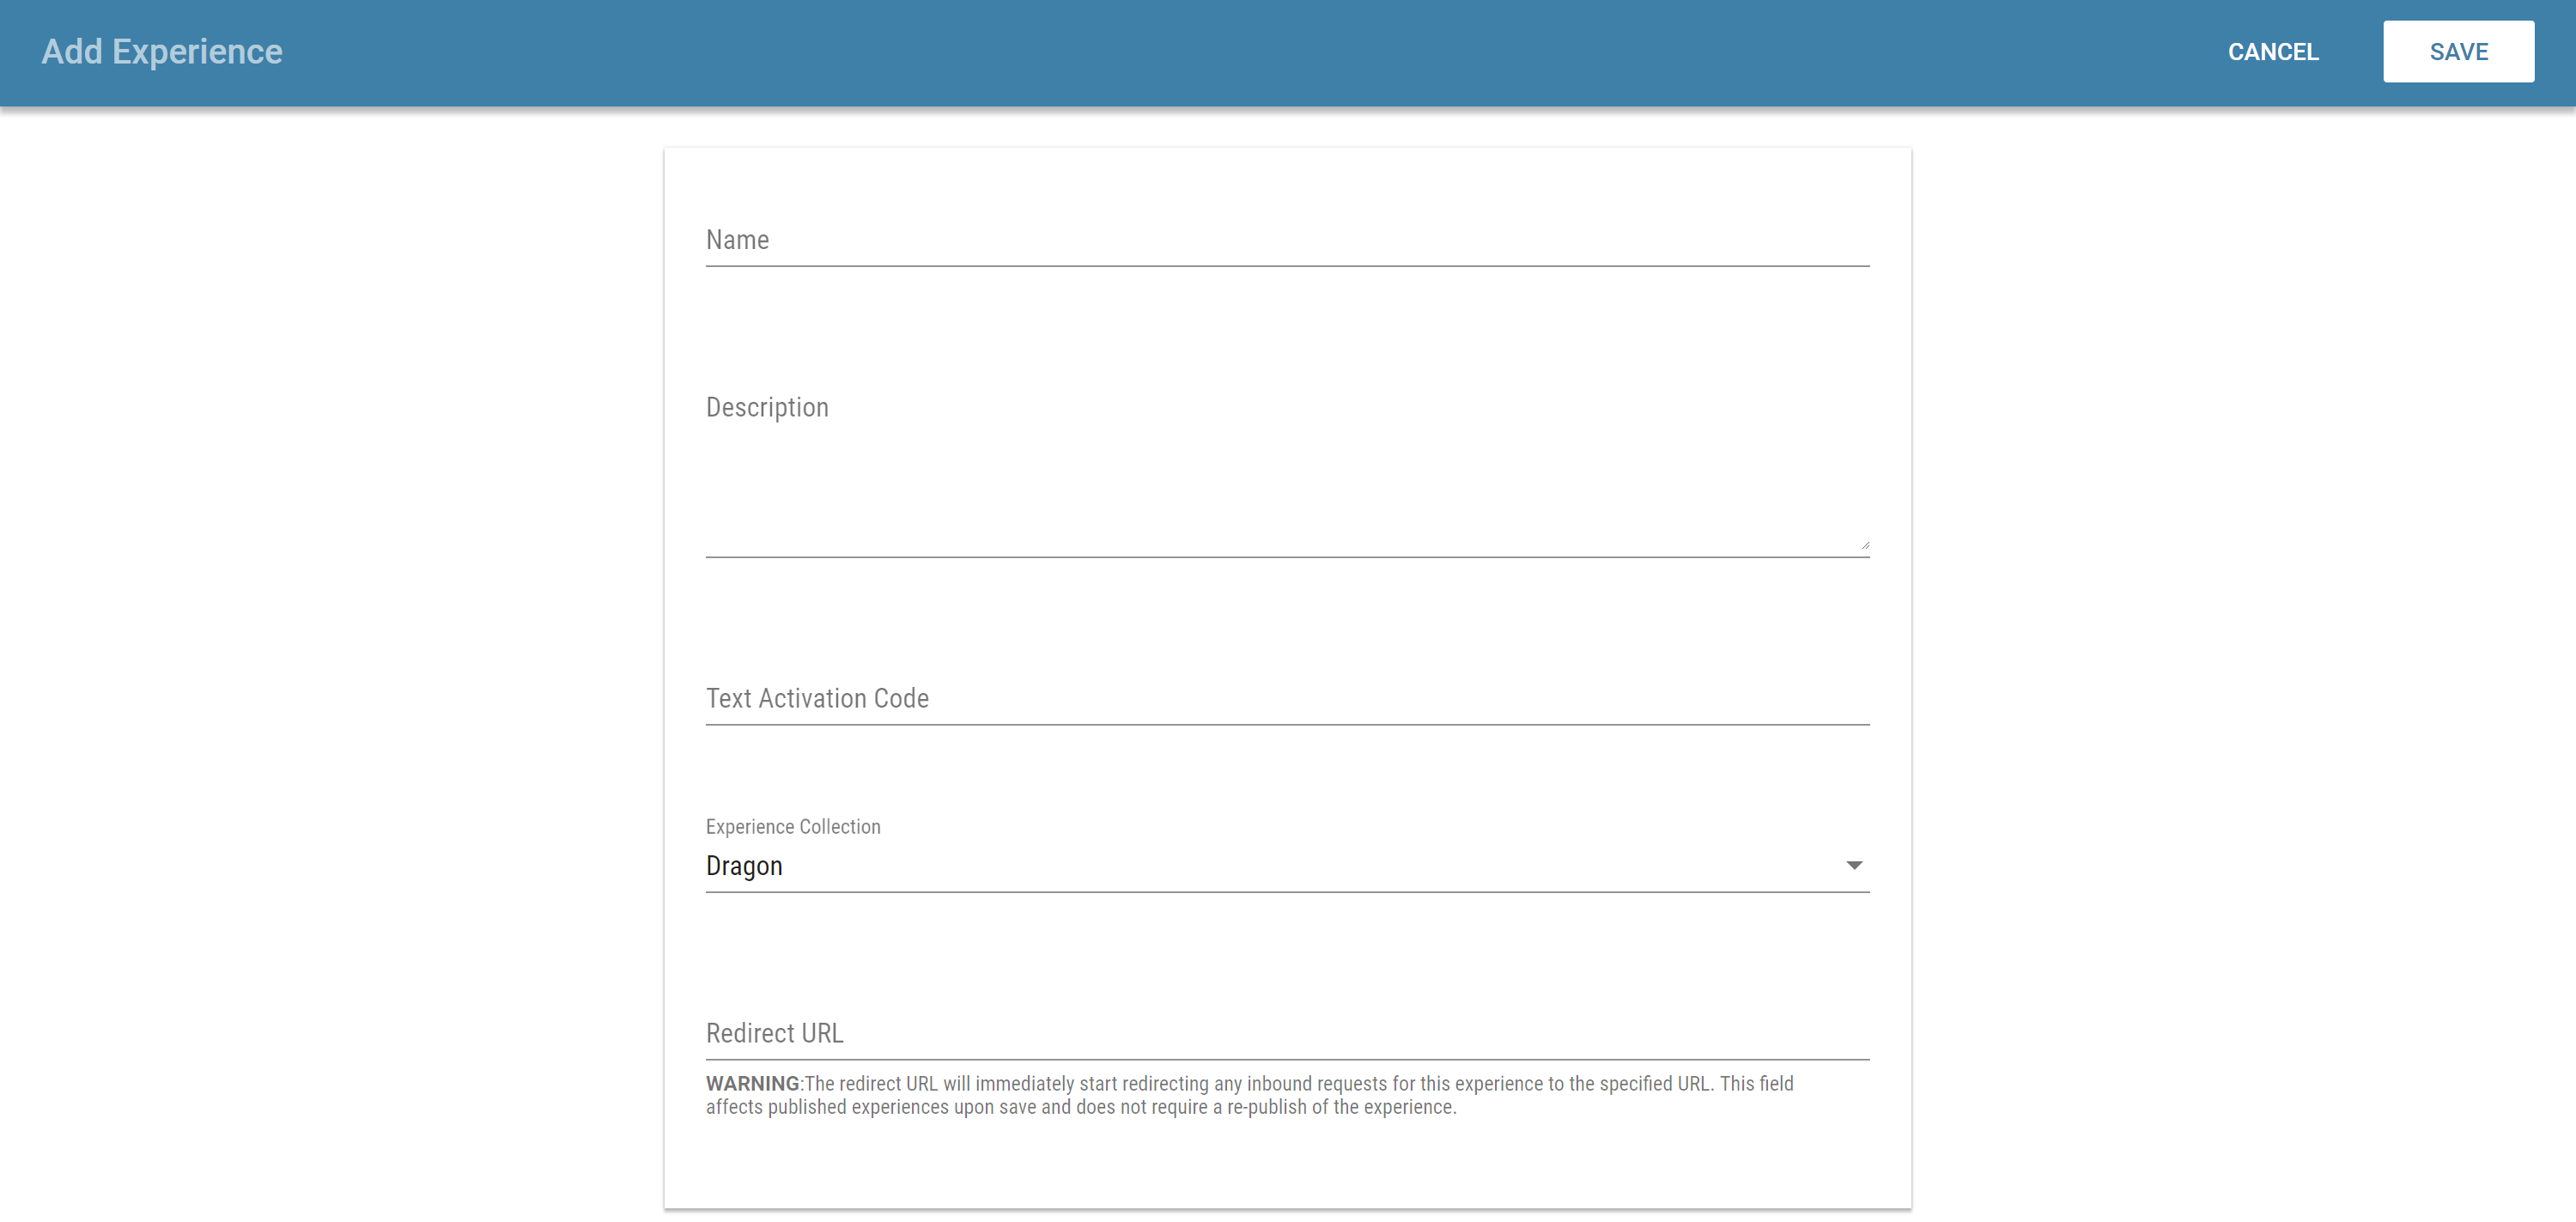 Add Experience
CANCEL
SAVE
Name
Description
Text Activation Code
Experience Collection
Dragon
Redirect URL
WARNING:The redirect URL will immediately start redirecting any inbound requests for this experience to the specified URL. This field
affects published experiences upon save and does not require a re-publish of the experience.